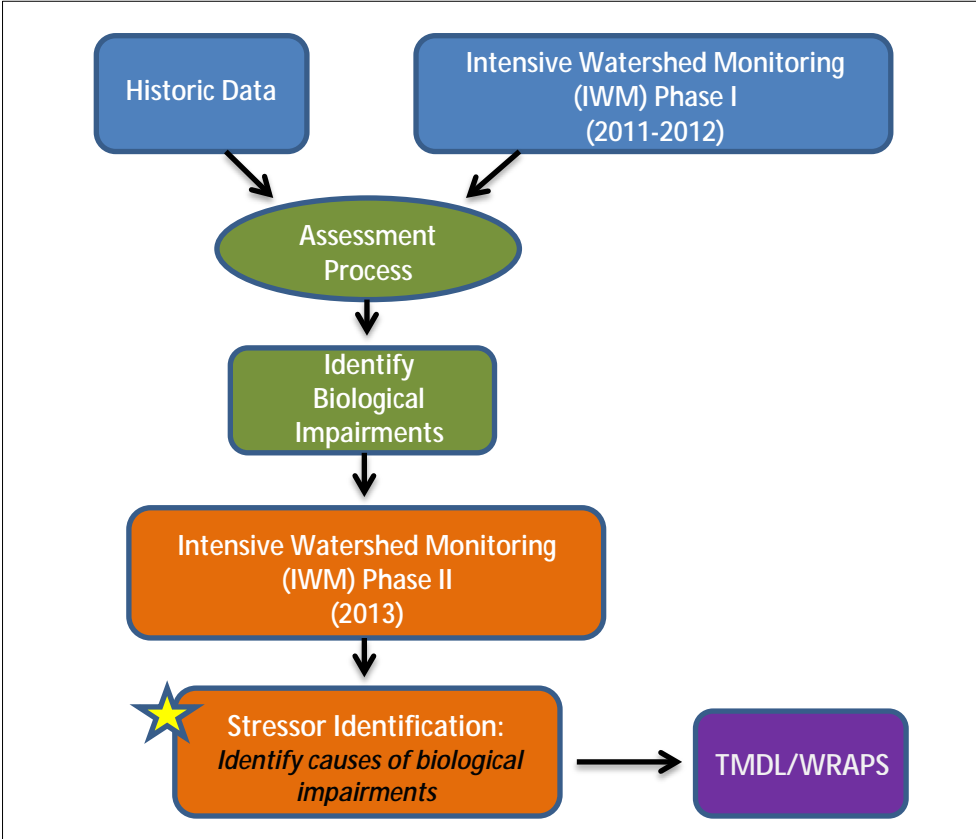 Historic Data
Intensive Watershed Monitoring
(IWM) Phase I
(2011-2012)
Assessment
Process
Identify
Biological
Impairments
Intensive Watershed Monitoring
(IWM) Phase II
(2013)
Stressor Identification:
Identify causes of biological
impairments
TMDL/WRAPS